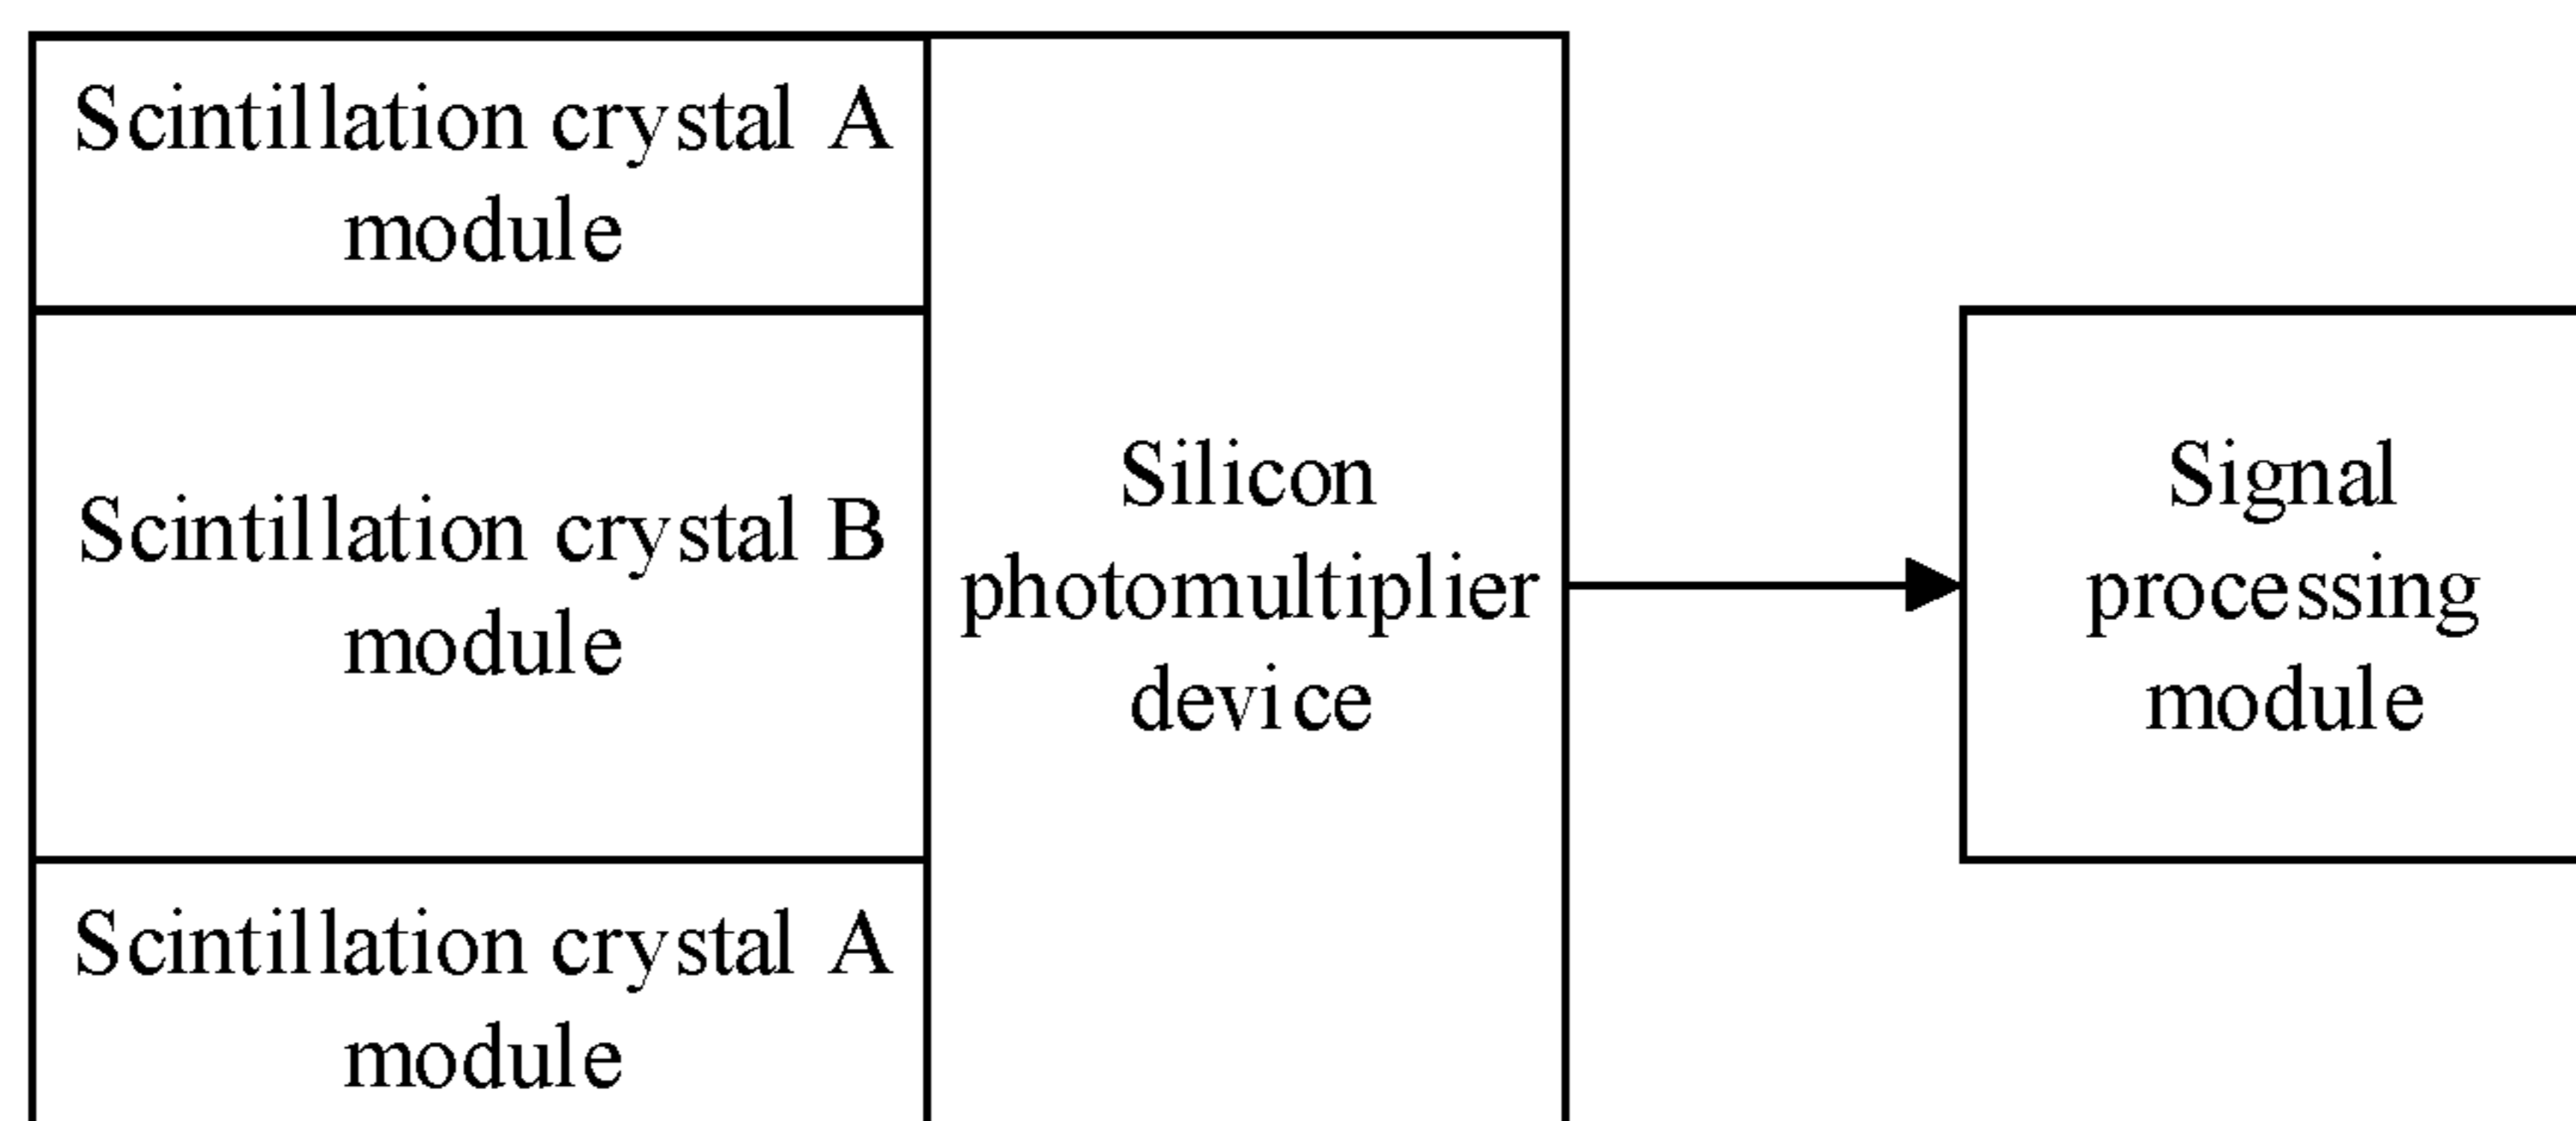 Scintillation crystal A
module
Scintillation crystal B
module
Scintillation crystal A
module
Silicon
photomultiplier
device
Signal
processing
module